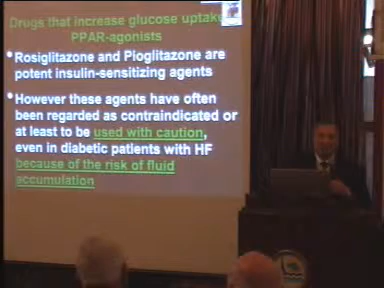 Drugs that increase glucose uptake
PPAR-agonists
Rosiglitazone and Pioglitazone are
potent insulin-sensitizing agents
However these agents have often
been regarded as contraindicated or
at least to be used with caution,
even in diabetic patients with HF
because of the risk of fluid
accumulation